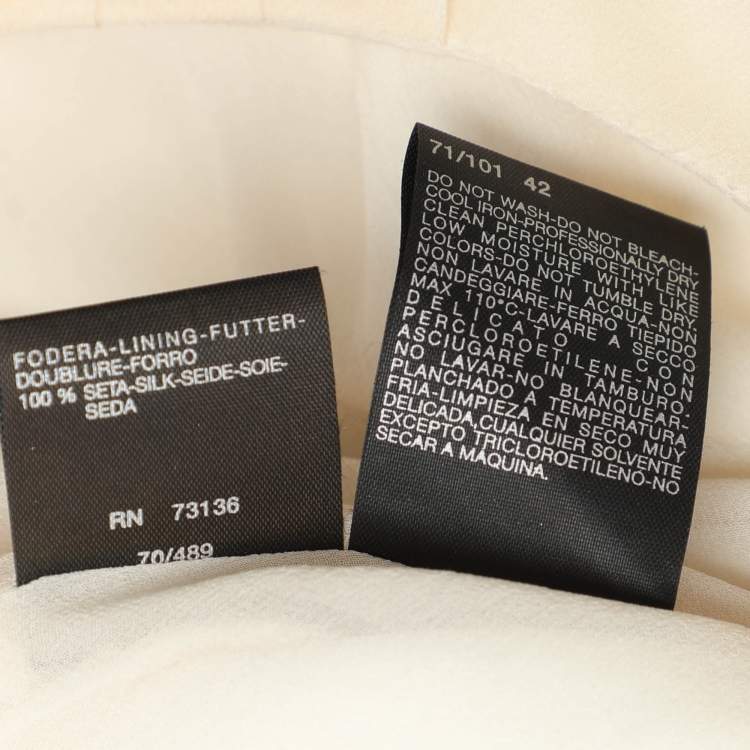 FODERA-LINING-FUTTER-
DOUBLURE-FORRO
100 % SETA-SILK-SEIDE-SOIE-
SEDA
RN 73136
70/489
71/101 42
DO NOT WASH-DO NOT BLEACH-
COOL IRON-PROFESSIONALLY DRY
CLEAN PERCHLOROETHYLENE
LOW MOISTURE WITH LIKE
COLORS-DO NOT TUMBLE DRY.
NON LAVARE IN ACQUA-NON
CANDEGGIARE-FERRO TIEPIDO
MAX 110°C-LAVARE A SECCO
DELICATO CON
PERCLOROETILENE-NON
ASCIUGARE IN TAMBURO.
NO LAVAR-NO BLANQUEAR-
PLANCHADO A TEMPERATURA
FRIA-LIMPIEZA EN SECO MUY
DELICADA,CUALQUIER SOLVENTE
EXCEPTO TRICLOROETILENO-NO
SECAR A MAQUINA.